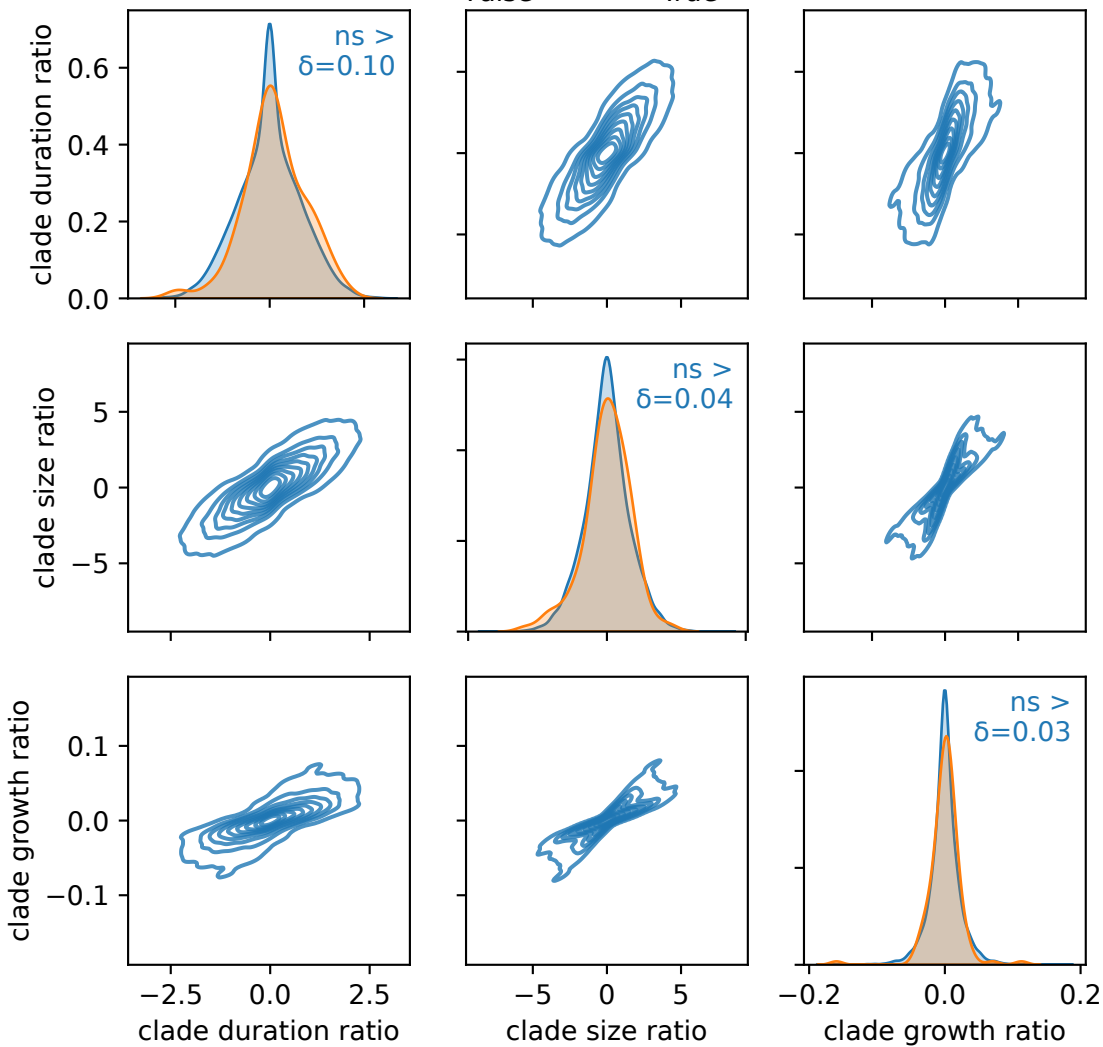 clade duration ratio
0.6
0.4
0.2
0.0
ns >
δ=0.10
clade size ratio
5
0
−5
ns >
δ=0.04
clade growth ratio
0.1
0.0
−0.1
ns >
δ=0.03
−2.5 0.0 2.5
−5 0 5
−0.2 0.0 0.2
clade duration ratio
clade size ratio
clade growth ratio